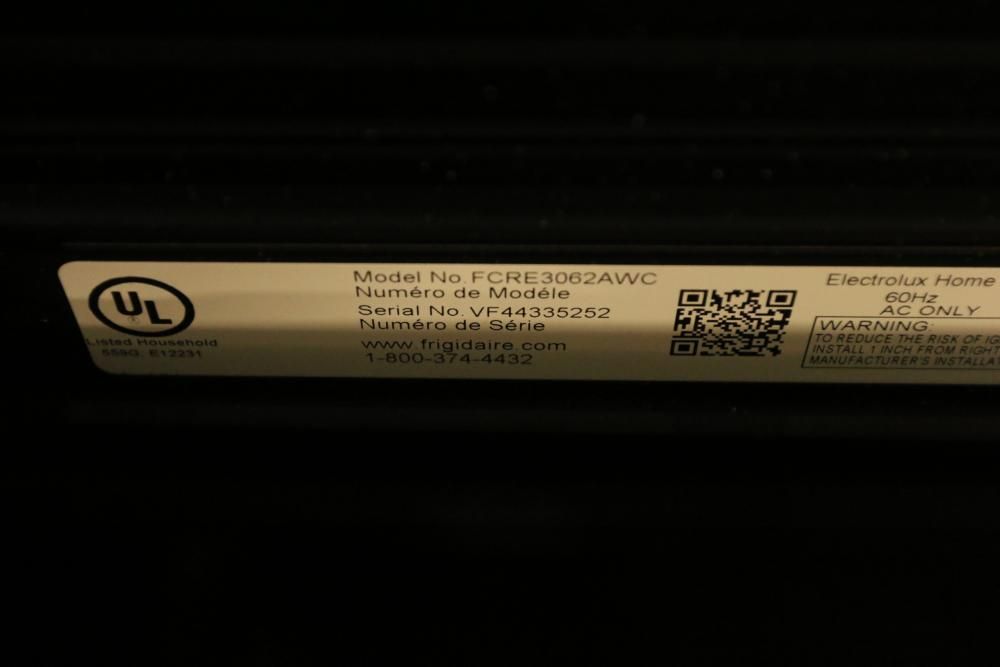 UL
®
Listed Household
559G, E12231
Model No. FCRE3062AWC
Numéro de Modéle
Serial No. VF44335252
Numéro de Série
www.frigidaire.com
1-800-374-4432
Electrolux Home
60Hz
AC ONLY
WARNING:
TO REDUCE THE RISK OF
INSTALL 1 INCH FROM RIGHT
MANUFACTURER'S